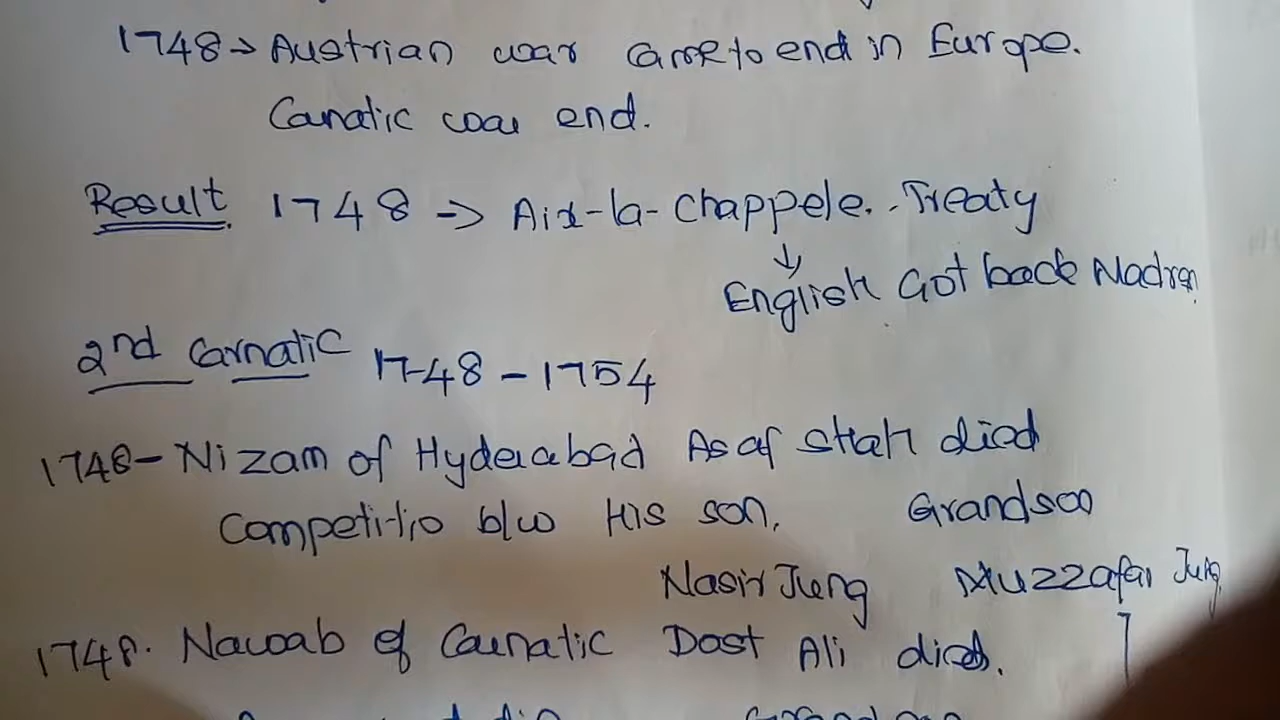 1748 → Austrian war came to end in Europe.
Carnatic war end.
Result 1748 → Aix-la-Chappele. Treaty
↓
English Got back Madras
2nd Carnatic 1748 - 1754
1748 - Nizam of Hyderabad Asaf Shah died
Competitio b/w His son, Grandson
Nasir Jung Muzzafar Jung
1748. Nawab of Carnatic Dost Ali died.